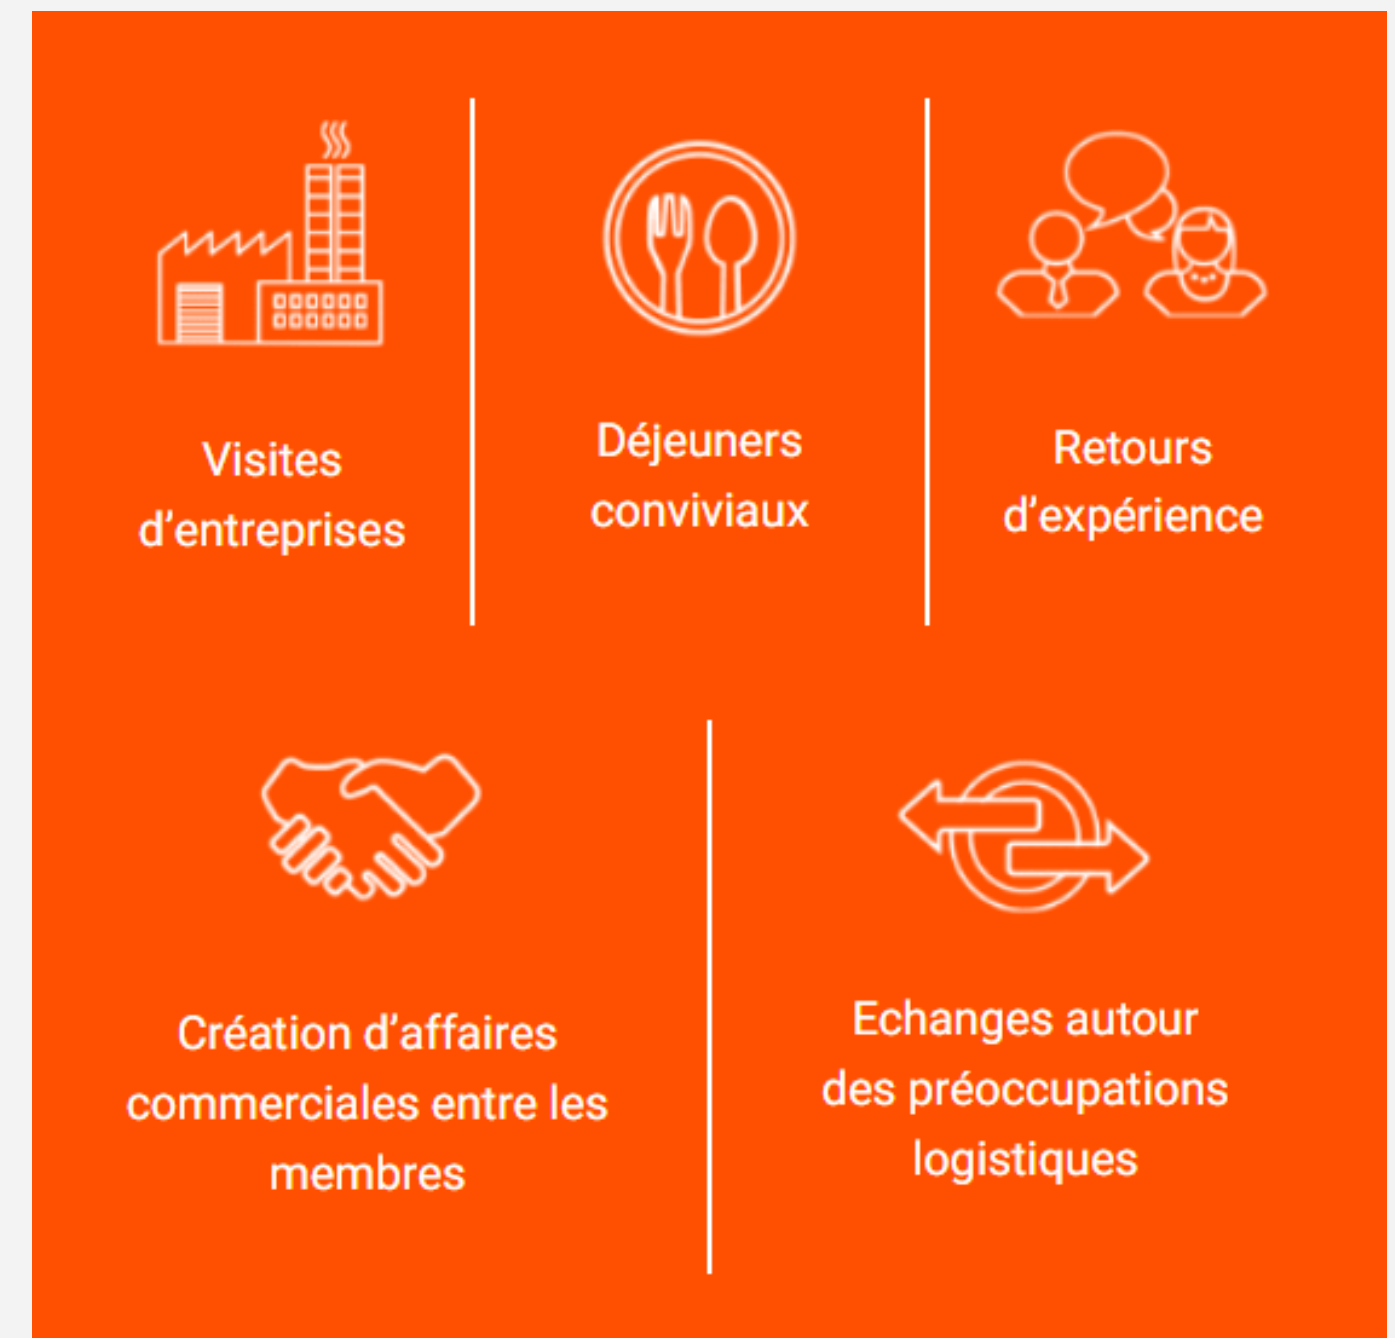 Visites
d’entreprises
Déjeuners
conviviaux
Retours
d’expérience
Création d’affaires
commerciales entre les
membres
Echanges autour
des préoccupations
logistiques